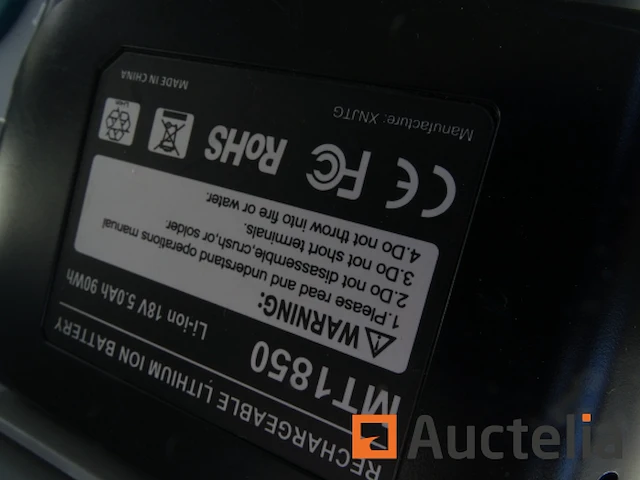 RECHARGEABLE LITHIUM ION BATTERY
MT1850
Li-ion 18V 5.0Ah 90Wh
WARNING:
1.Please read and understand operations manual
2.Do not disassemble,crush,or solder.
3.Do not short terminals.
4.Do not throw into fire or water.
CE FC RoHS
Manufacture: XNJTG
MADE IN CHINA
Auctelia